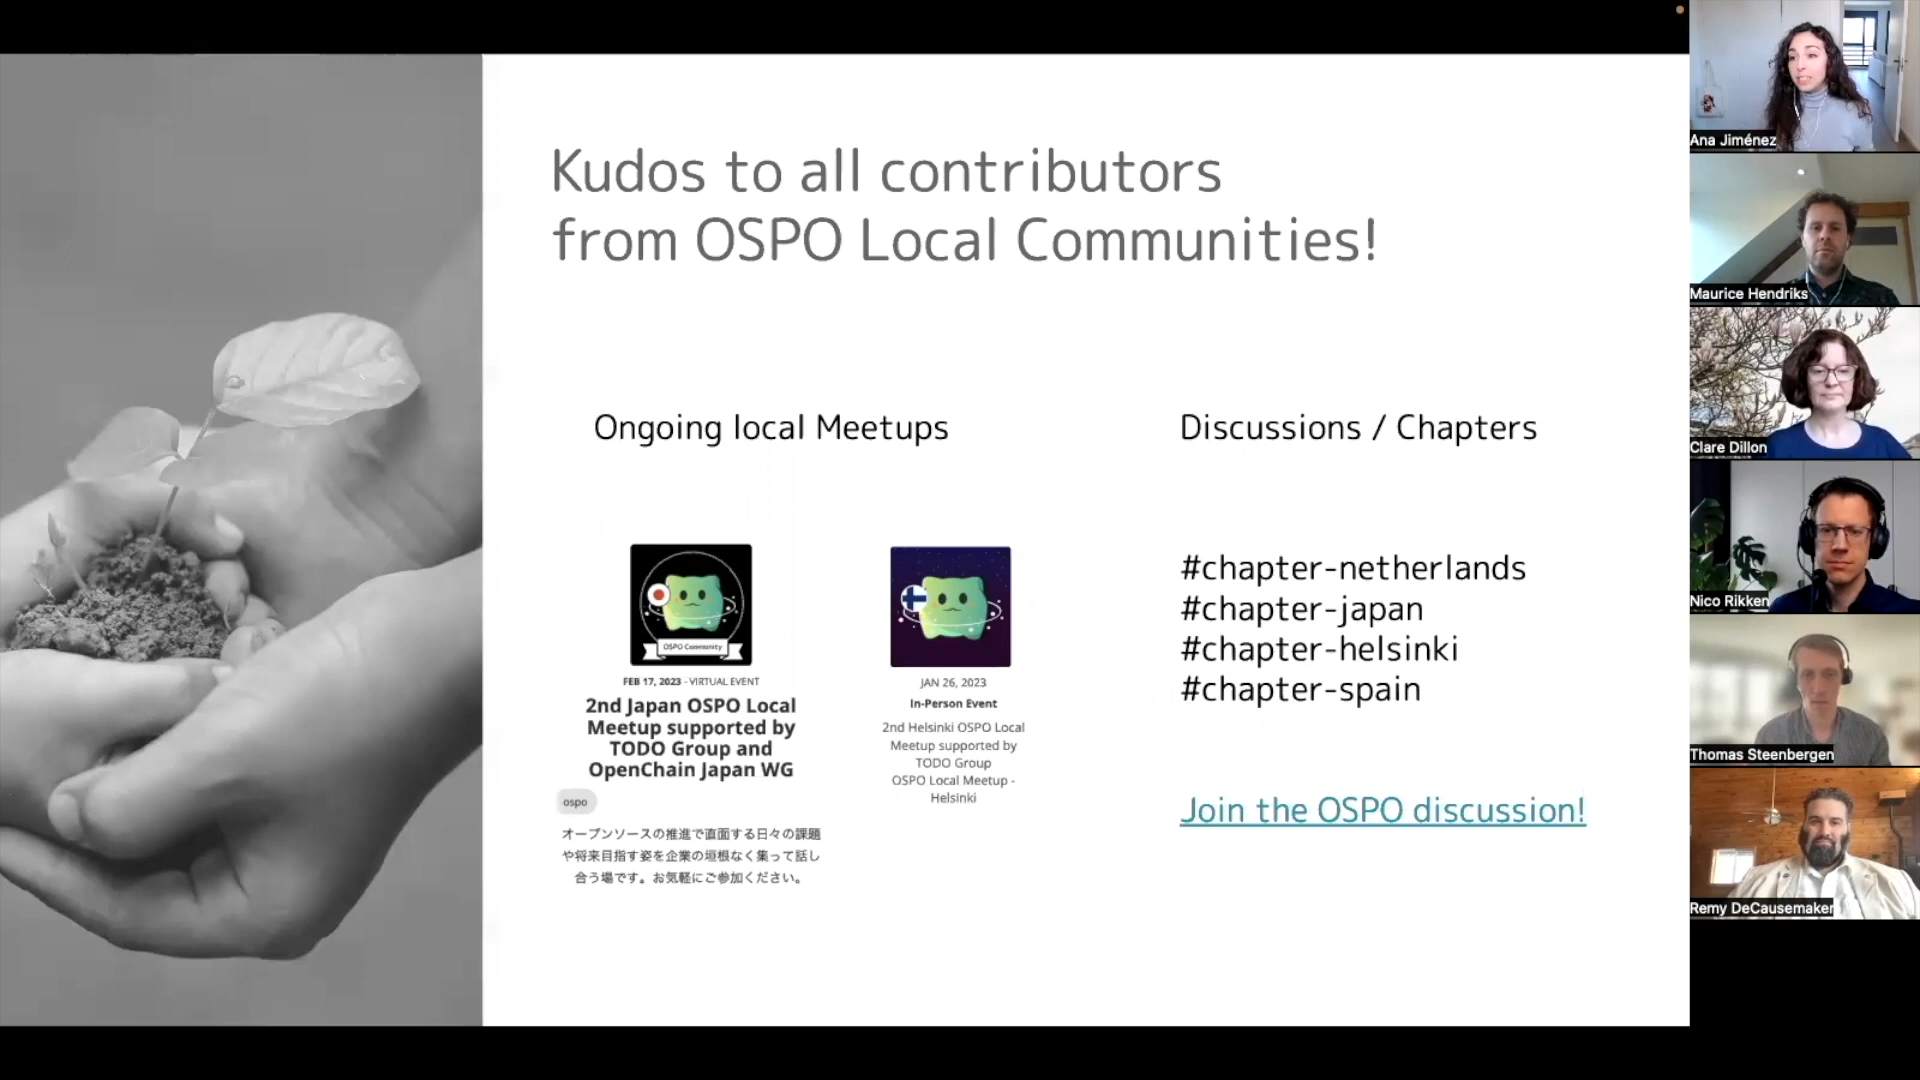 Kudos to all contributors
from OSPO Local Communities!
Ongoing local Meetups
OSPO Community
FEB 17, 2023 - VIRTUAL EVENT
2nd Japan OSPO Local
Meetup supported by
TODO Group and
OpenChain Japan WG
ospo
オープンソースの推進で直面する日々の課題
や将来目指す姿を企業の垣根なく集って話し
合う場です。お気軽にご参加ください。
JAN 26, 2023
In-Person Event
2nd Helsinki OSPO Local
Meetup supported by
TODO Group
OSPO Local Meetup -
Helsinki
Discussions / Chapters
#chapter-netherlands
#chapter-japan
#chapter-helsinki
#chapter-spain
Join the OSPO discussion!
Ana Jiménez
Maurice Hendriks
Clare Dillon
Nico Rikken
Thomas Steenbergen
Remy DeCausemaker